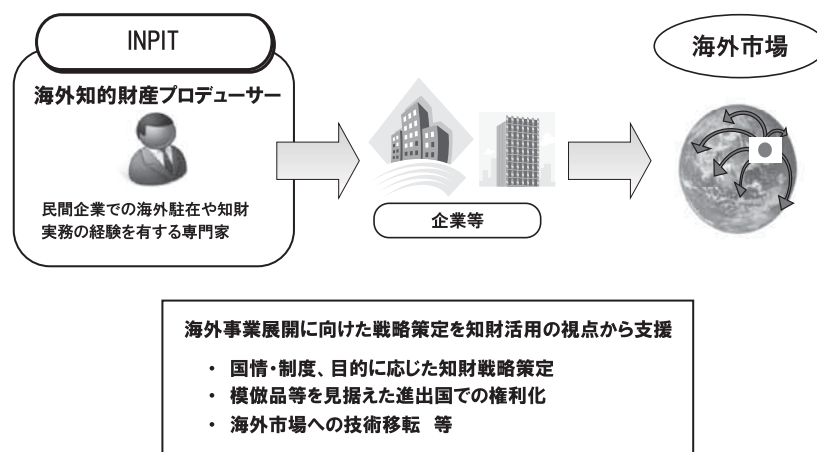 INPIT
海外知的財産プロデューサー
民間企業での海外駐在や知財
実務の経験を有する専門家
企業等
海外市場
海外事業展開に向けた戦略策定を知財活用の視点から支援
・ 国情・制度、目的に応じた知財戦略策定
・ 模倣品等を見据えた進出国での権利化
・ 海外市場への技術移転 等